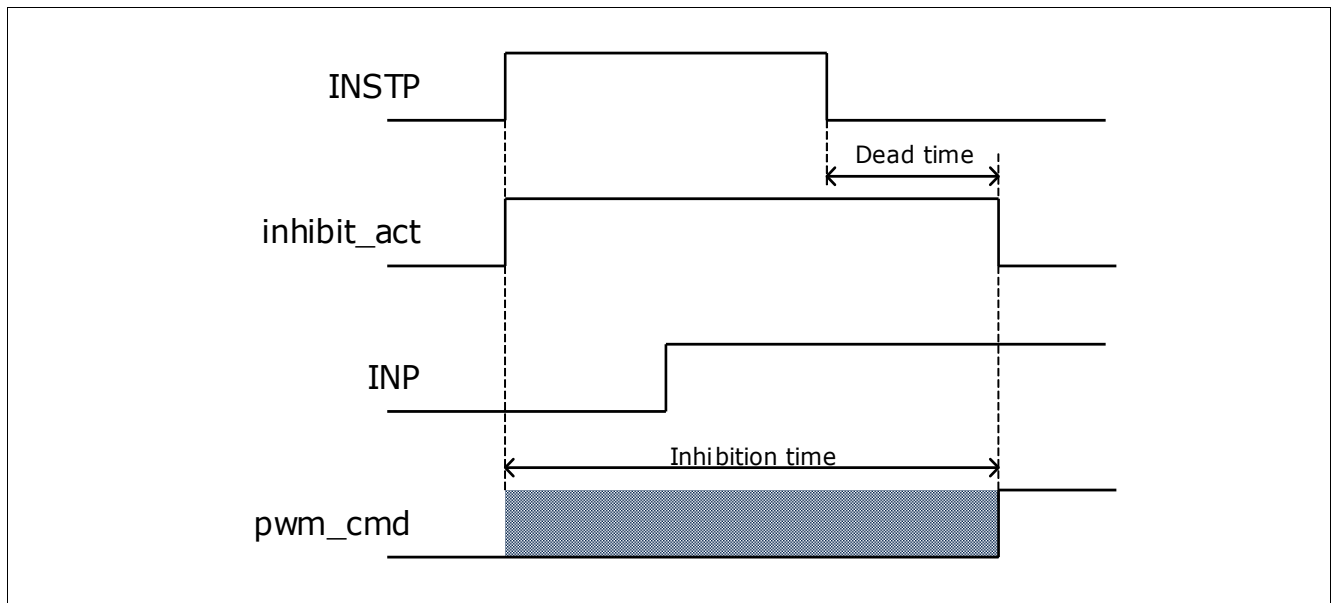 INSTP
Dead time
inhibit_act
INP
Inhibition time
pwm_cmd